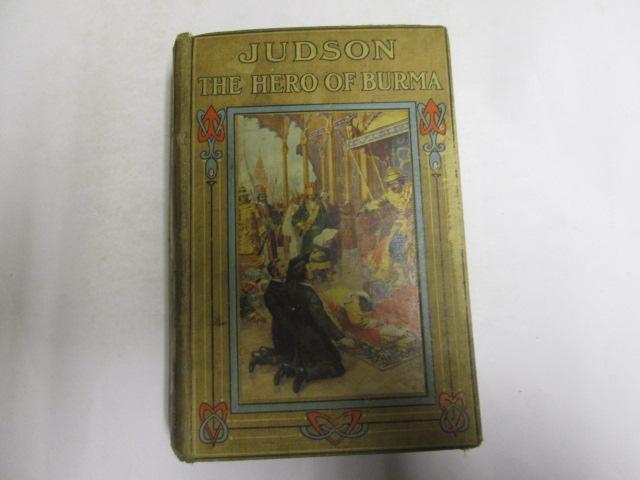 JUDSON
THE HERO OF BURMA